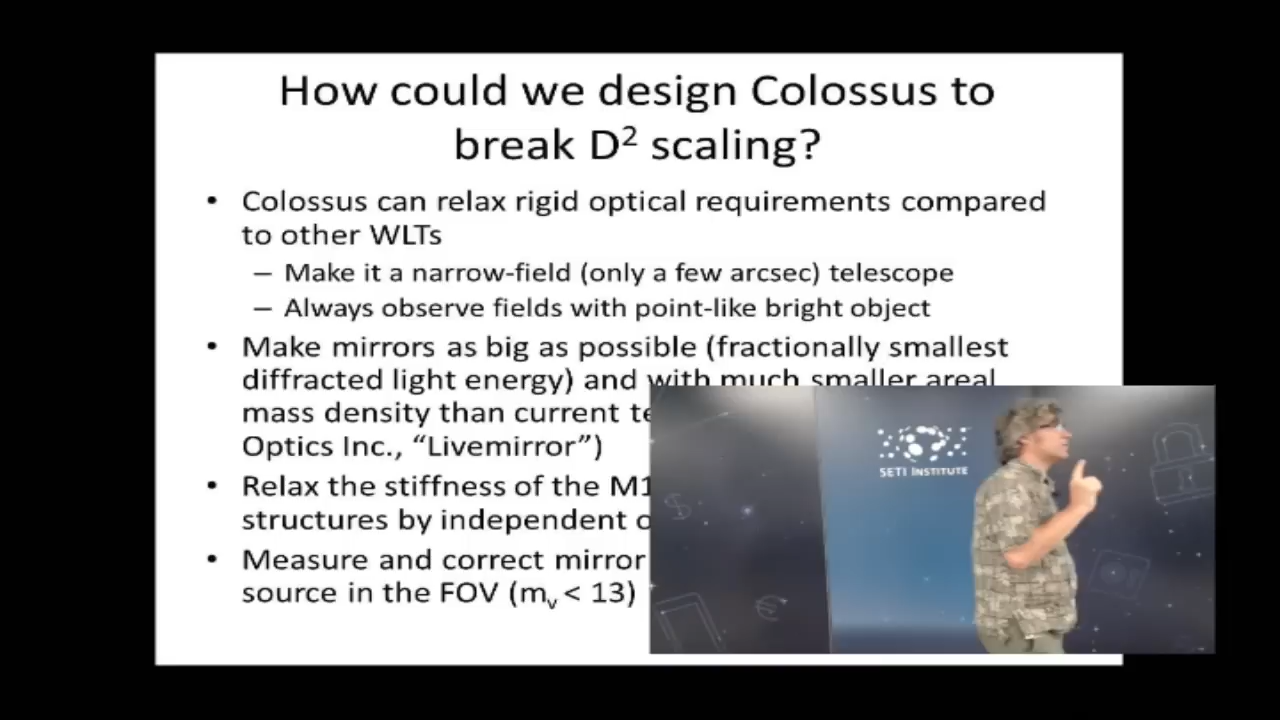 How could we design Colossus to
break D² scaling?
• Colossus can relax rigid optical requirements compared
to other WLTs
– Make it a narrow-field (only a few arcsec) telescope
– Always observe fields with point-like bright object
• Make mirrors as big as possible (fractionally smallest
diffracted light energy) and with much smaller areal
mass density than current
Optics Inc., “Livemirror”)
• Relax the stiffness of the M1
structures by independent
• Measure and correct mirror
source in the FOV (mᵥ < 13)
SETI INSTITUTE